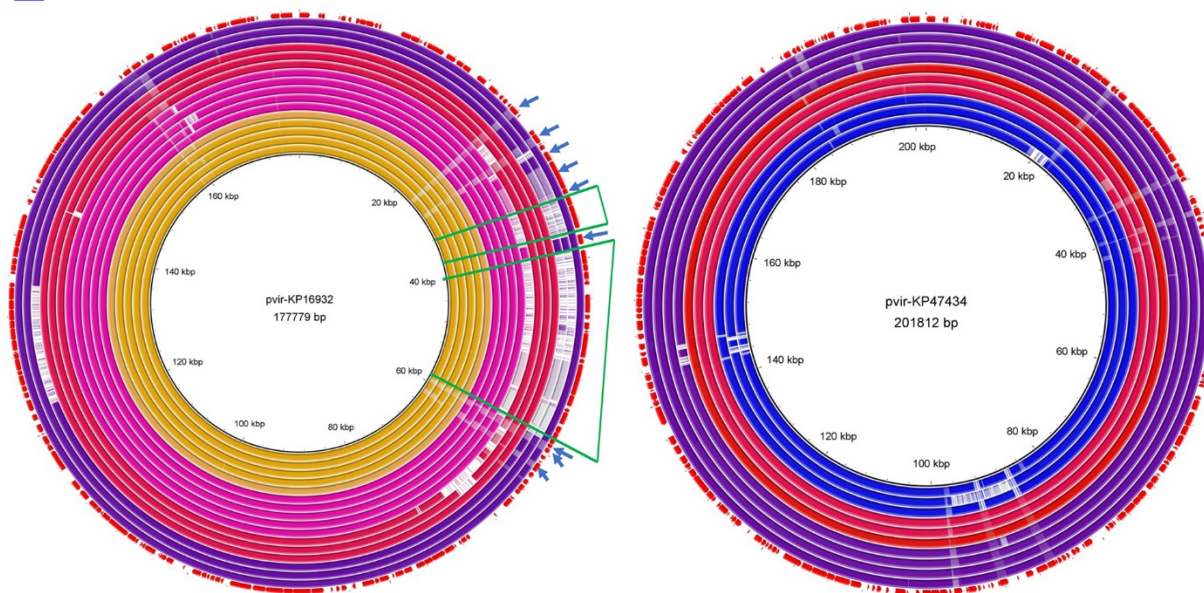 20 kbp
40 kbp
60 kbp
80 kbp
100 kbp
120 kbp
140 kbp
160 kbp
pvir-KP16932
177779 bp
200 kbp
20 kbp
40 kbp
60 kbp
80 kbp
100 kbp
120 kbp
140 kbp
160 kbp
180 kbp
pvir-KP47434
201812 bp